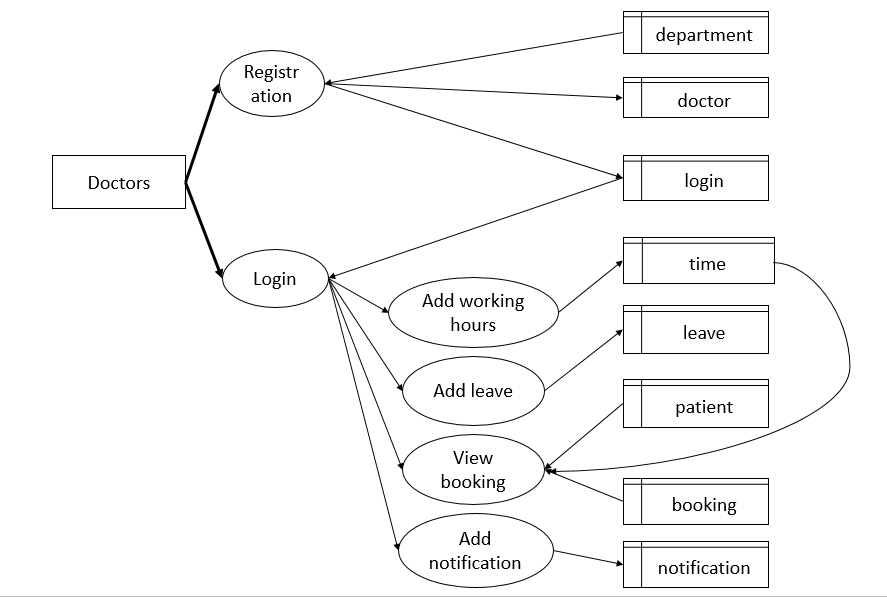 department
Registr
ation
doctor
Doctors
login
Login
time
Add working
hours
leave
Add leave
patient
View
booking
booking
Add
notification
notification